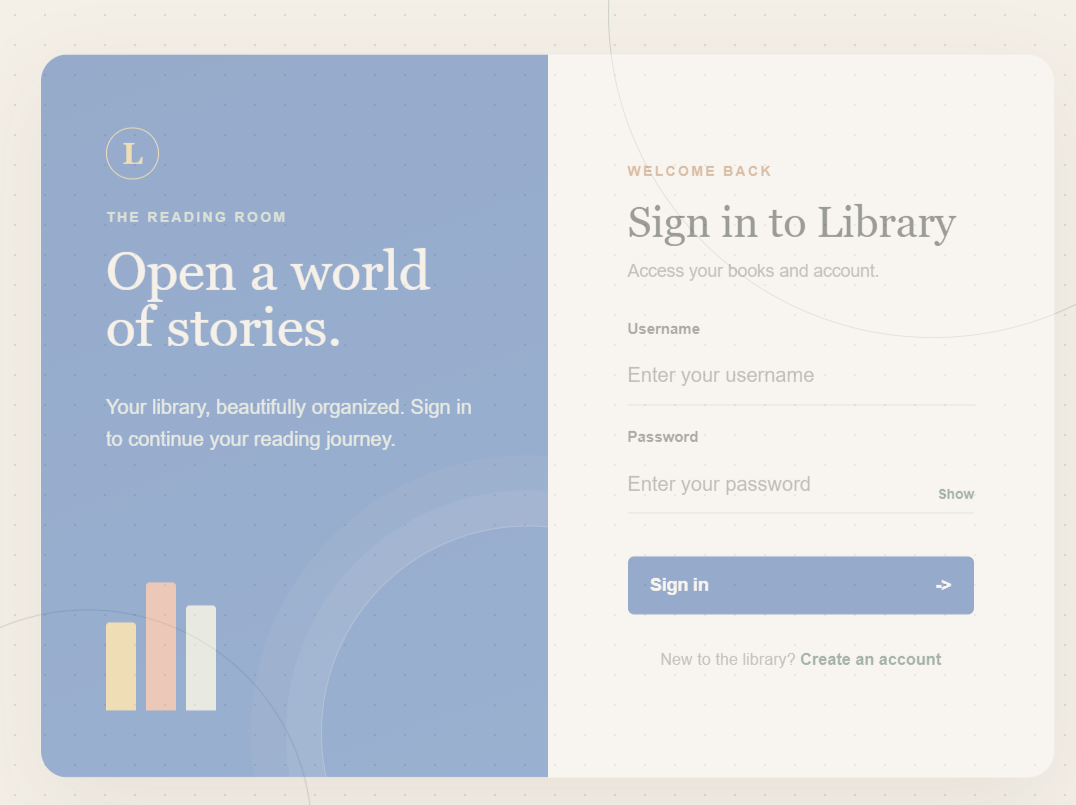 L
THE READING ROOM
Open a world
of stories.
Your library, beautifully organized. Sign in
to continue your reading journey.
WELCOME BACK
Sign in to Library
Access your books and account.
Username
Enter your username
Password
Enter your password
Show
Sign in ->
New to the library? Create an account